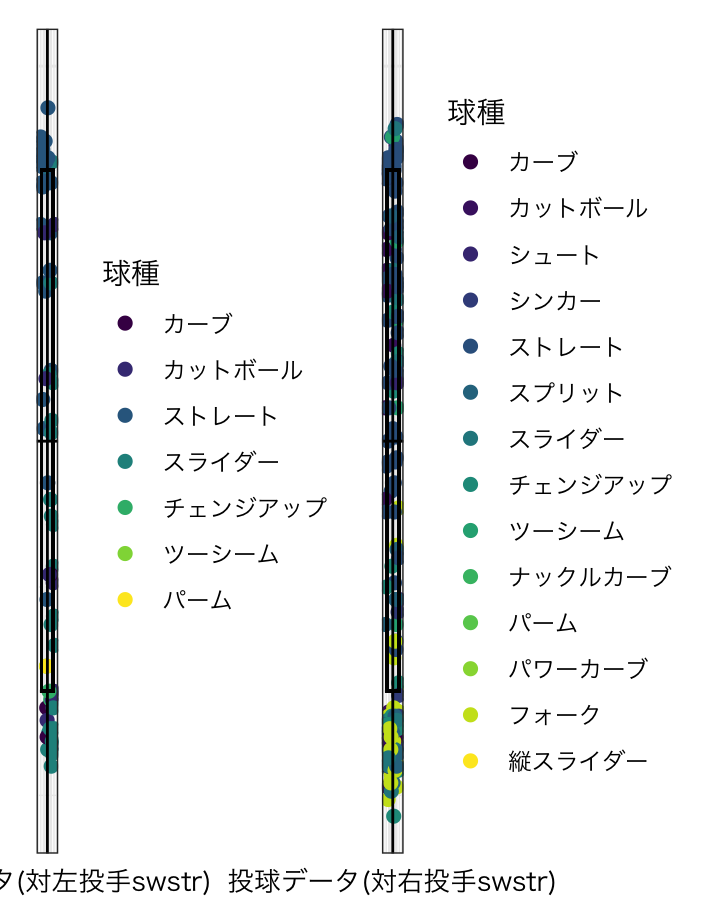 球種
カーブ
カットボール
ストレート
スライダー
チェンジアップ
ツーシーム
パーム
球種
カーブ
カットボール
シュート
シンカー
ストレート
スプリット
スライダー
チェンジアップ
ツーシーム
ナックルカーブ
パーム
パワーカーブ
フォーク
縦スライダー
タ(対左投手swstr)
投球データ(対右投手swstr)